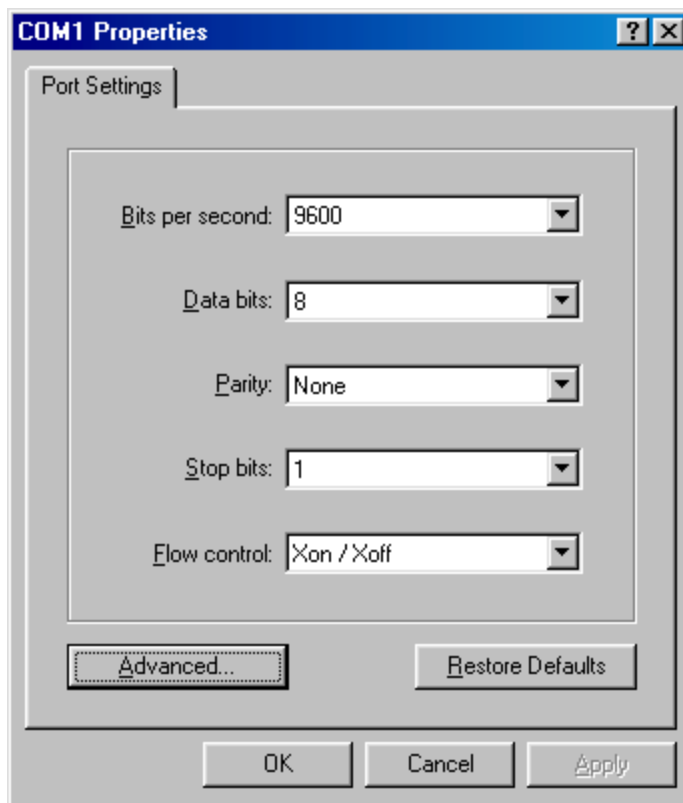 COM1 Properties
Port Settings
Bits per second: 9600
Data bits: 8
Parity: None
Stop bits: 1
Flow control: Xon / Xoff
Advanced... Restore Defaults
OK Cancel Apply